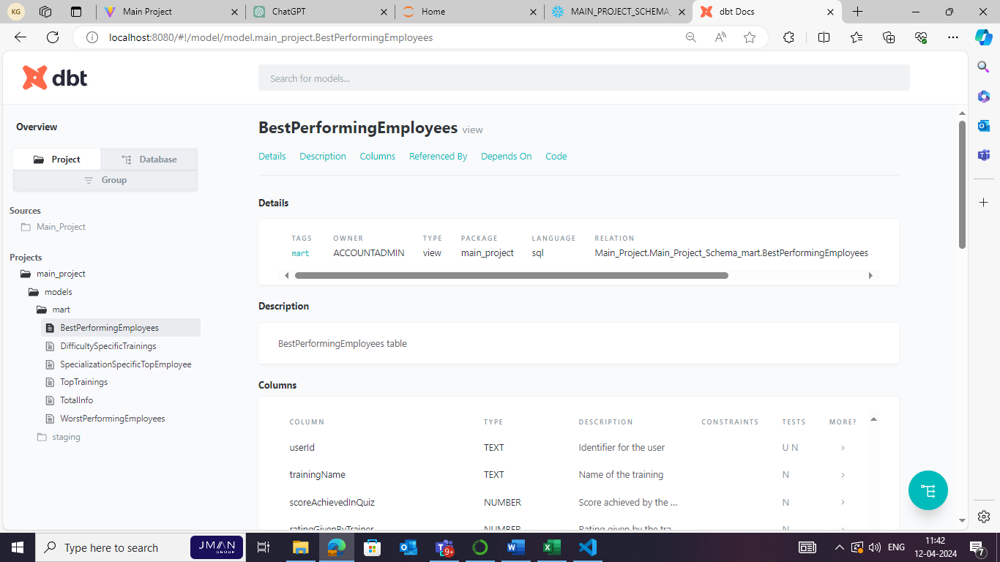 KG Main Project ChatGPT Home MAIN_PROJECT_SCHEMA_ dbt Docs
localhost:8080/#!/model/model.main_project.BestPerformingEmployees
dbt
Search for models...
Overview
Project Database
Group
Sources
Main_Project
Projects
main_project
models
mart
BestPerformingEmployees
DifficultySpecificTrainings
SpecializationSpecificTopEmployee
TopTrainings
TotalInfo
WorstPerformingEmployees
staging
BestPerformingEmployees view
Details Description Columns Referenced By Depends On Code
Details
TAGS OWNER TYPE PACKAGE LANGUAGE RELATION
mart ACCOUNTADMIN view main_project sql Main_Project.Main_Project_Schema_mart.BestPerformingEmployees
Description
BestPerformingEmployees table
Columns
COLUMN TYPE DESCRIPTION CONSTRAINTS TESTS MORE?
userId TEXT Identifier for the user U N
trainingName TEXT Name of the training N
scoreAchievedInQuiz NUMBER Score achieved by the ... N
ratingGivenByTrainer NUMBER Rating given by the tra... N
Type here to search JMAN GROUP 9+ ENG 11:42
12-04-2024 7